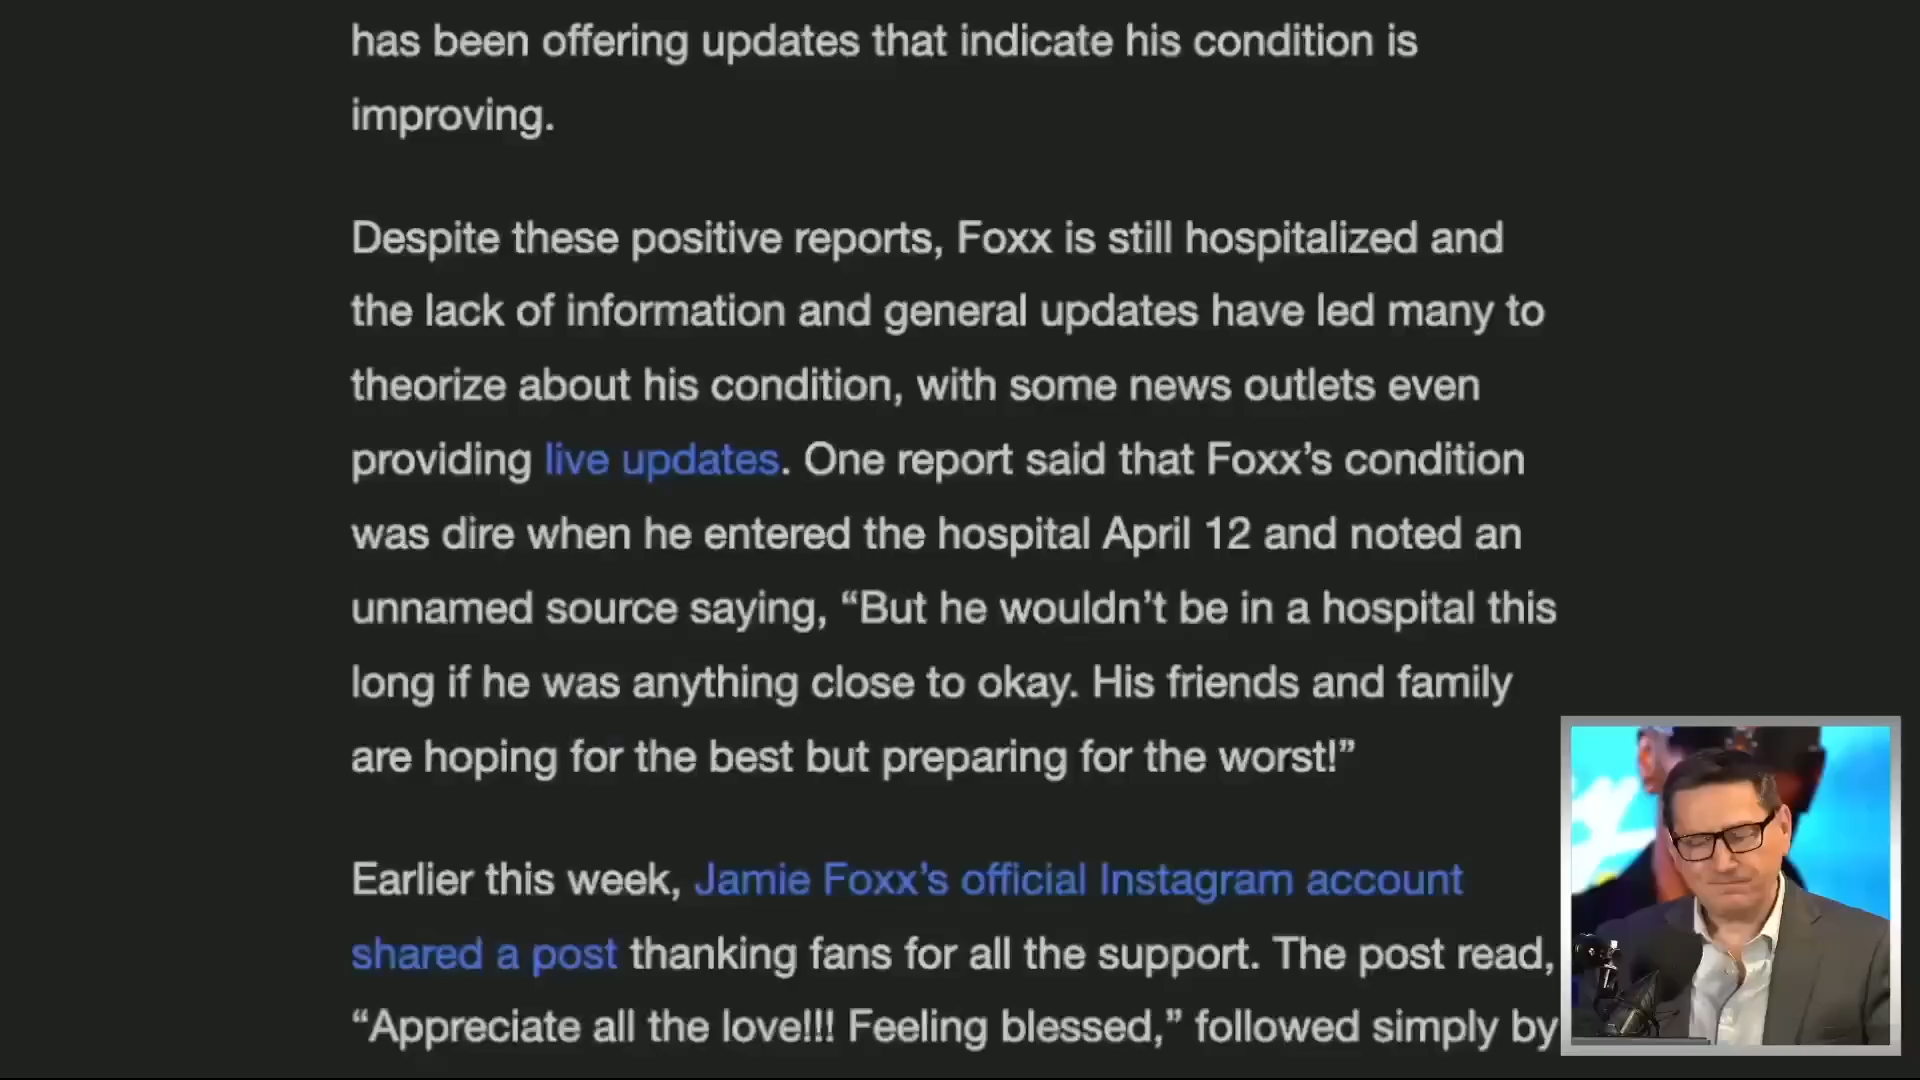 has been offering updates that indicate his condition is
improving.
Despite these positive reports, Foxx is still hospitalized and
the lack of information and general updates have led many to
theorize about his condition, with some news outlets even
providing live updates. One report said that Foxx’s condition
was dire when he entered the hospital April 12 and noted an
unnamed source saying, “But he wouldn’t be in a hospital this
long if he was anything close to okay. His friends and family
are hoping for the best but preparing for the worst!”
Earlier this week, Jamie Foxx’s official Instagram account
shared a post thanking fans for all the support. The post read,
“Appreciate all the love!!! Feeling blessed,” followed simply by